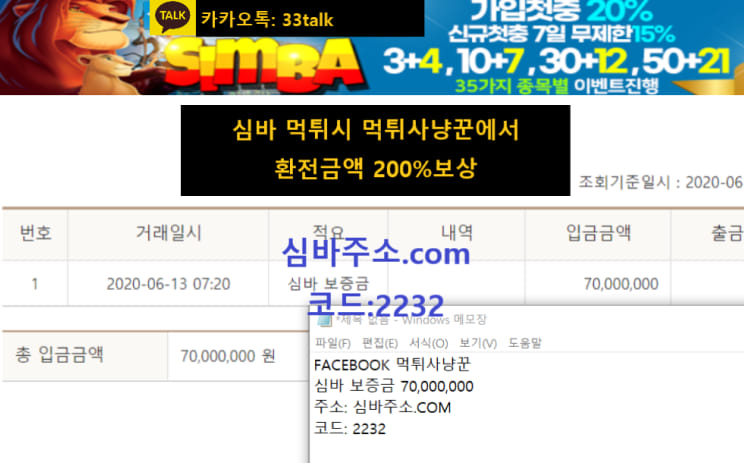 TALK 카카오톡: 33talk
SIMBA
가입첫충 20%
신규첫충 7일 무제한15%
3+4,10+7,30+12,50+21
35가지 종목별 이벤트진행
심바 먹튀시 먹튀사냥꾼에서
환전금액 200%보상
조회기준일시 : 2020-06
번호 거래일시 적요 내역 입금금액 출금
심바주소.com
1 2020-06-13 07:20 심바 보증금 70,000,000
코드:2232
총 입금금액 70,000,000 원
*제목 없음 - Windows 메모장
파일(F) 편집(E) 서식(O) 보기(V) 도움말
FACEBOOK 먹튀사냥꾼
심바 보증금 70,000,000
주소: 심바주소.COM
코드: 2232